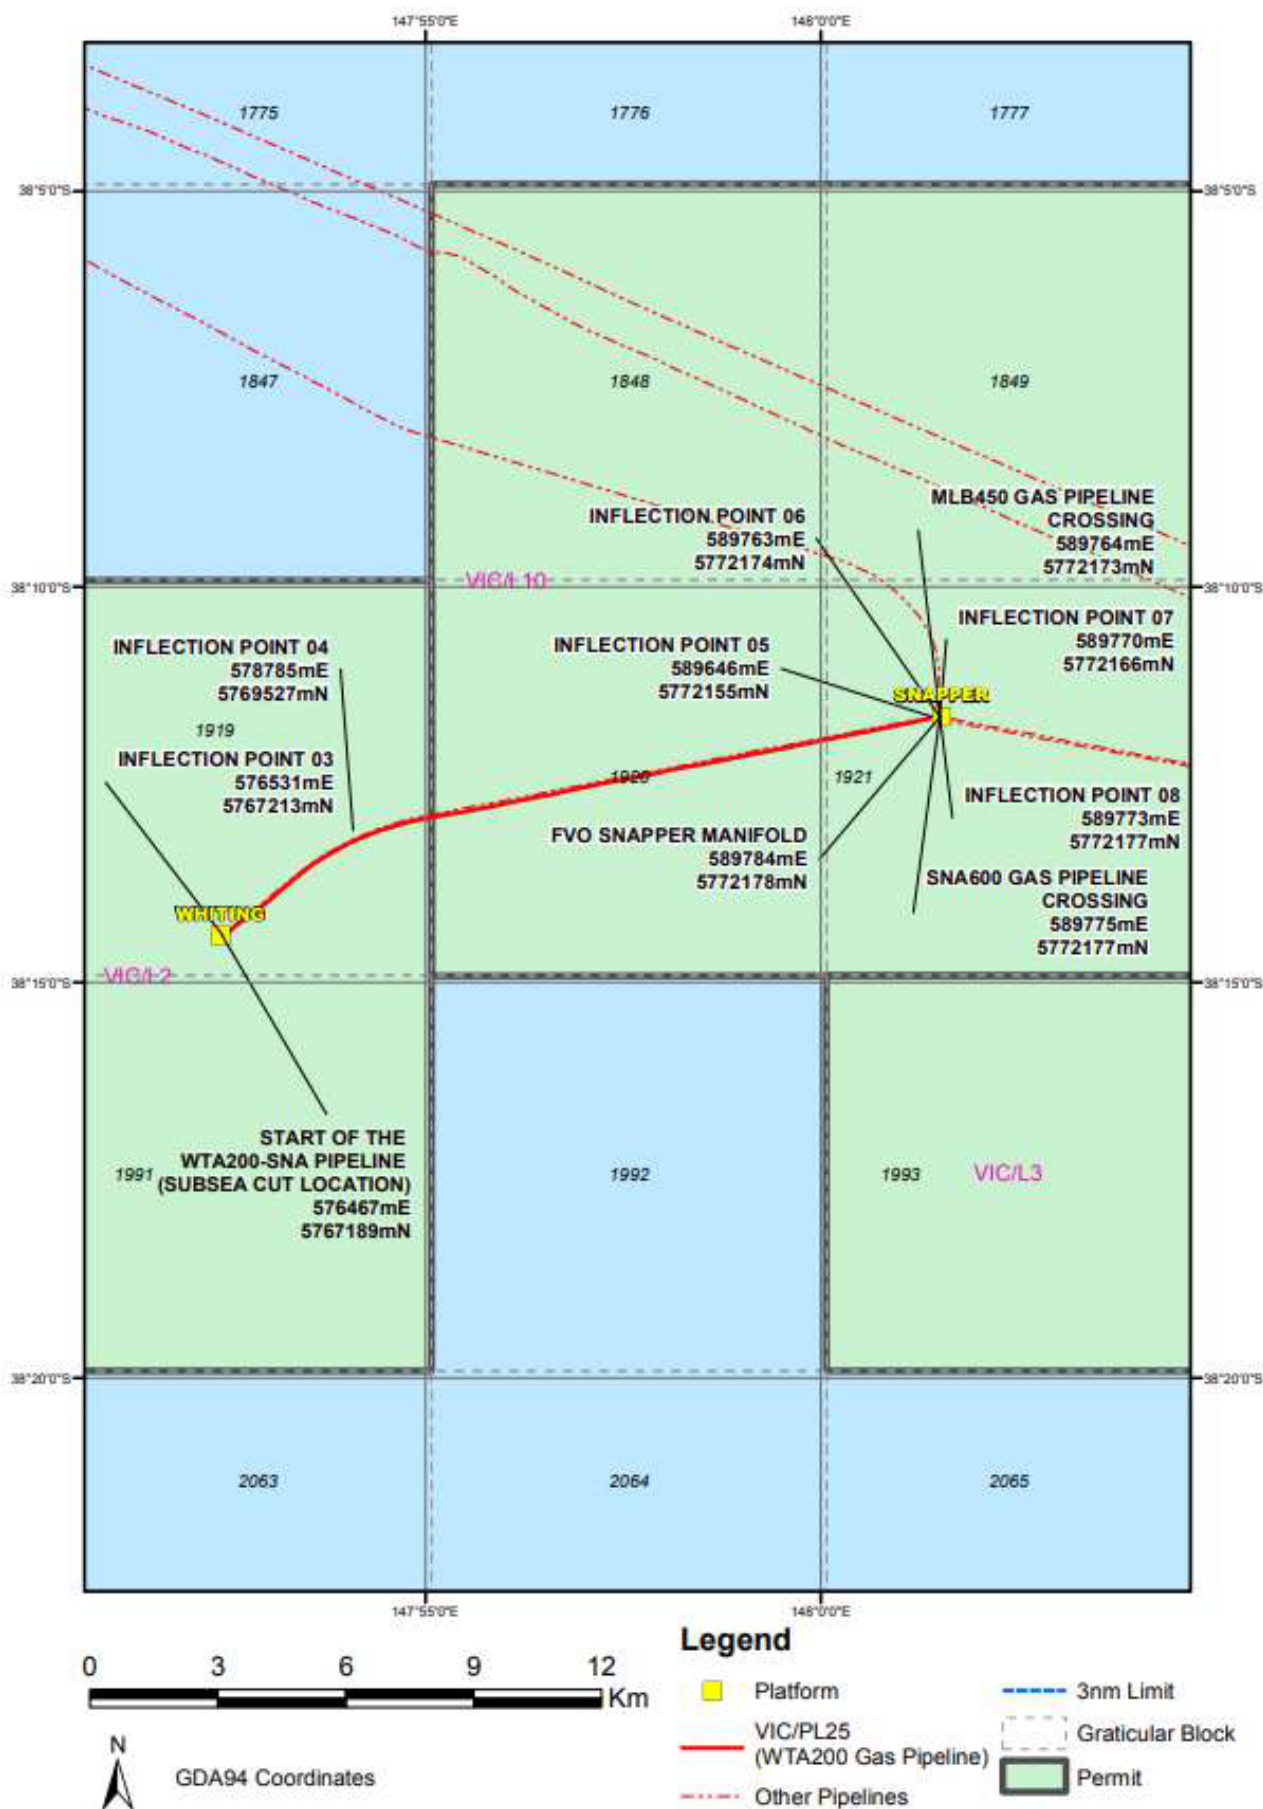 147°55'0"E
148°0'0"E
1775
1776
1777
38°5'0"S
38°5'0"S
1847
1848
1849
MLB450 GAS PIPELINE
CROSSING
589764mE
5772173mN
INFLECTION POINT 06
589763mE
5772174mN
38°10'0"S
VIC/L10
38°10'0"S
INFLECTION POINT 07
589770mE
5772166mN
INFLECTION POINT 04
578785mE
5769527mN
INFLECTION POINT 05
589646mE
5772155mN
SNAPPER
1919
INFLECTION POINT 03
576531mE
5767213mN
1920
1921
INFLECTION POINT 08
589773mE
5772177mN
FVO SNAPPER MANIFOLD
589784mE
5772178mN
SNA600 GAS PIPELINE
CROSSING
589775mE
5772177mN
WHITING
VIC/L2
38°15'0"S
38°15'0"S
START OF THE
WTA200-SNA PIPELINE
(SUBSEA CUT LOCATION)
576467mE
5767189mN
1991
1992
1993
VIC/L3
38°20'0"S
38°20'0"S
2063
2064
2065
147°55'0"E
148°0'0"E
0 3 6 9 12
Km
N
GDA94 Coordinates
Legend
Platform
VIC/PL25
(WTA200 Gas Pipeline)
Other Pipelines
3nm Limit
Graticular Block
Permit